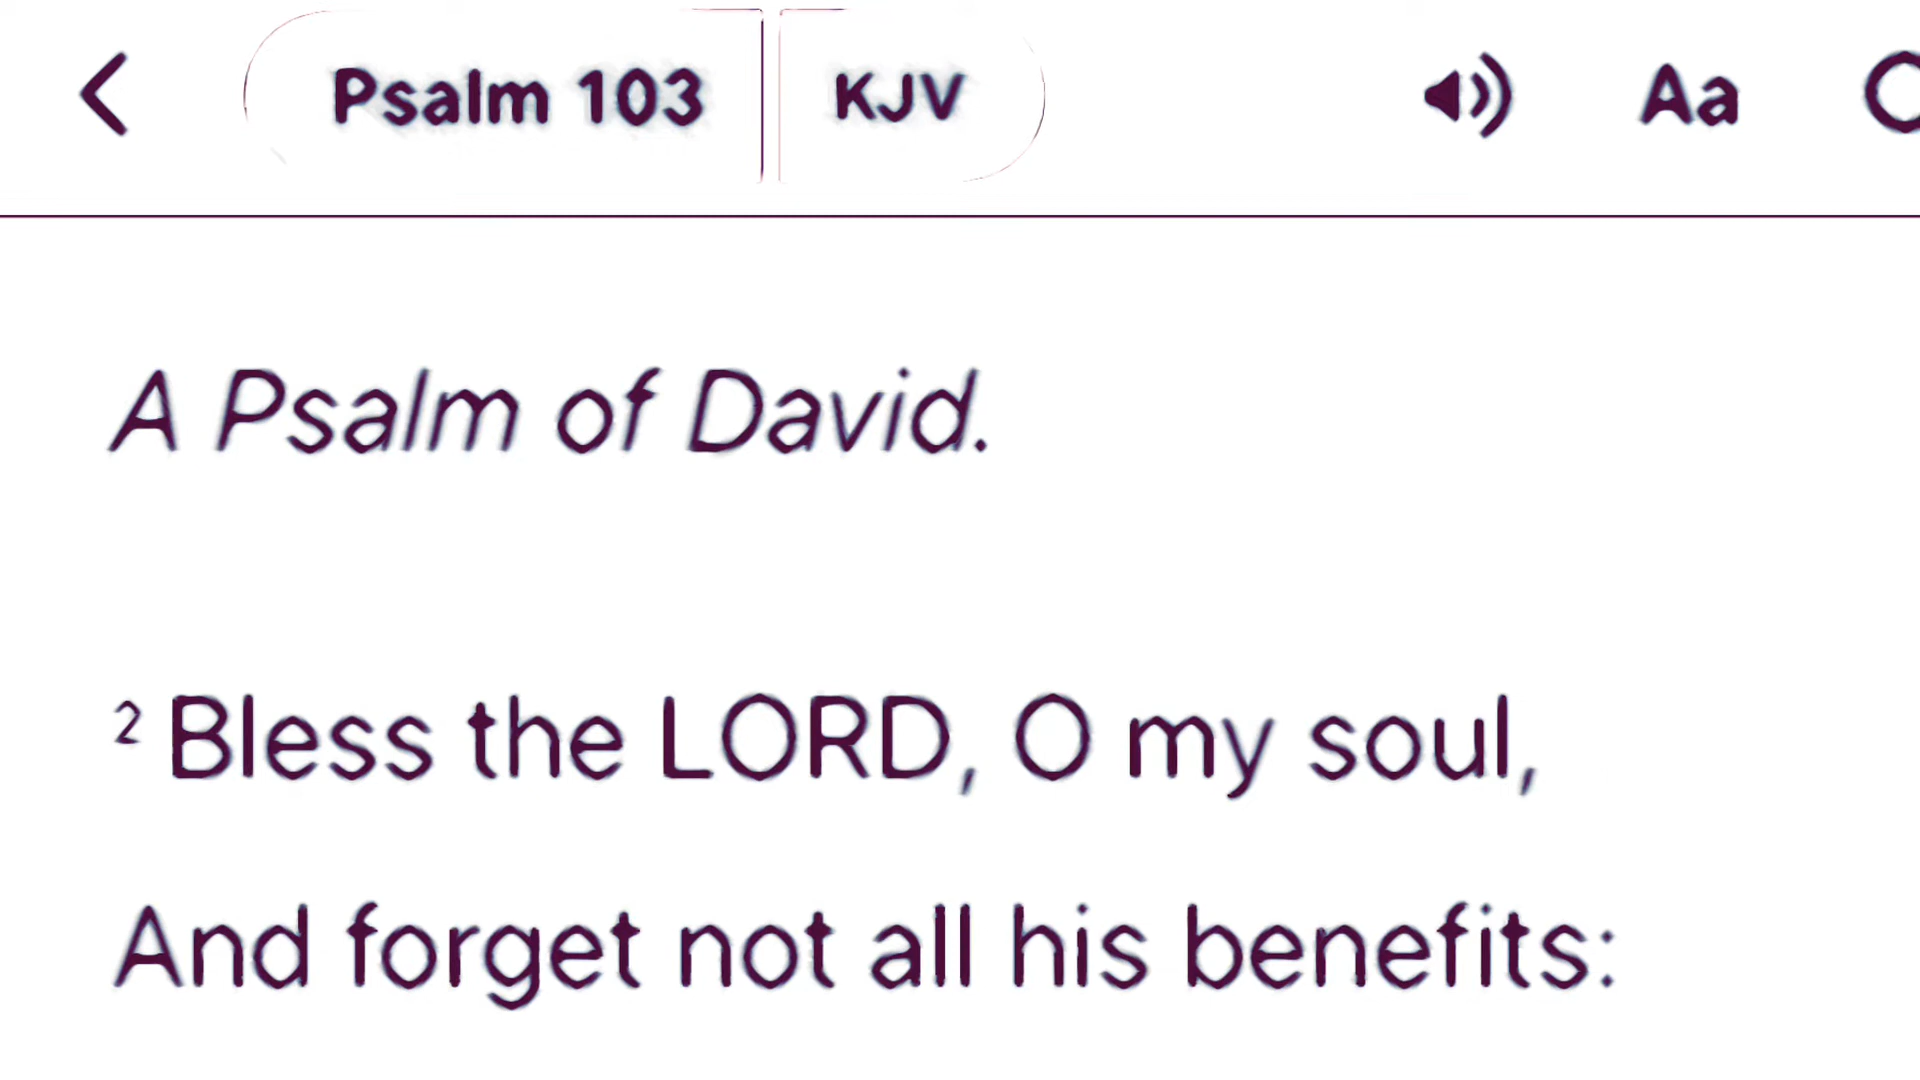 Psalm 103 KJV Aa
A Psalm of David.
2 Bless the LORD, O my soul,
And forget not all his benefits: